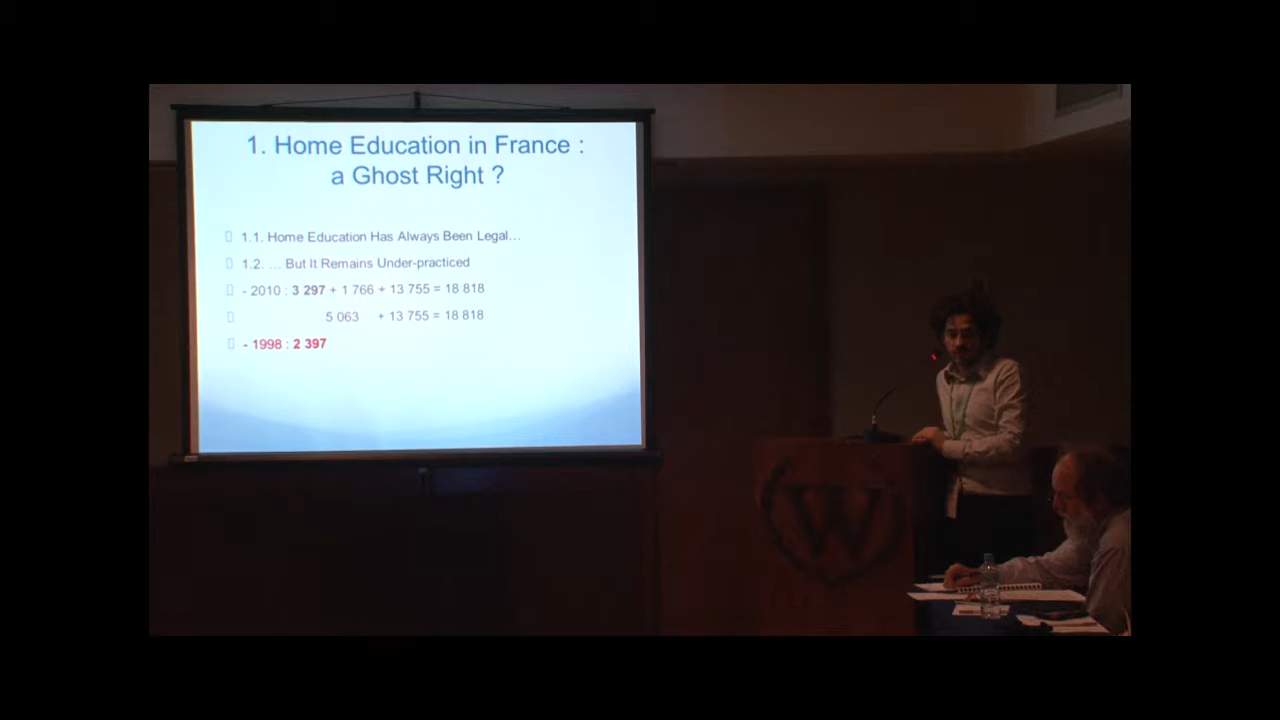 1. Home Education in France :
a Ghost Right ?
1.1. Home Education Has Always Been Legal…
1.2. … But It Remains Under-practiced
- 2010 : 3 297 + 1 766 + 13 755 = 18 818
5 063 + 13 755 = 18 818
- 1998 : 2 397
W